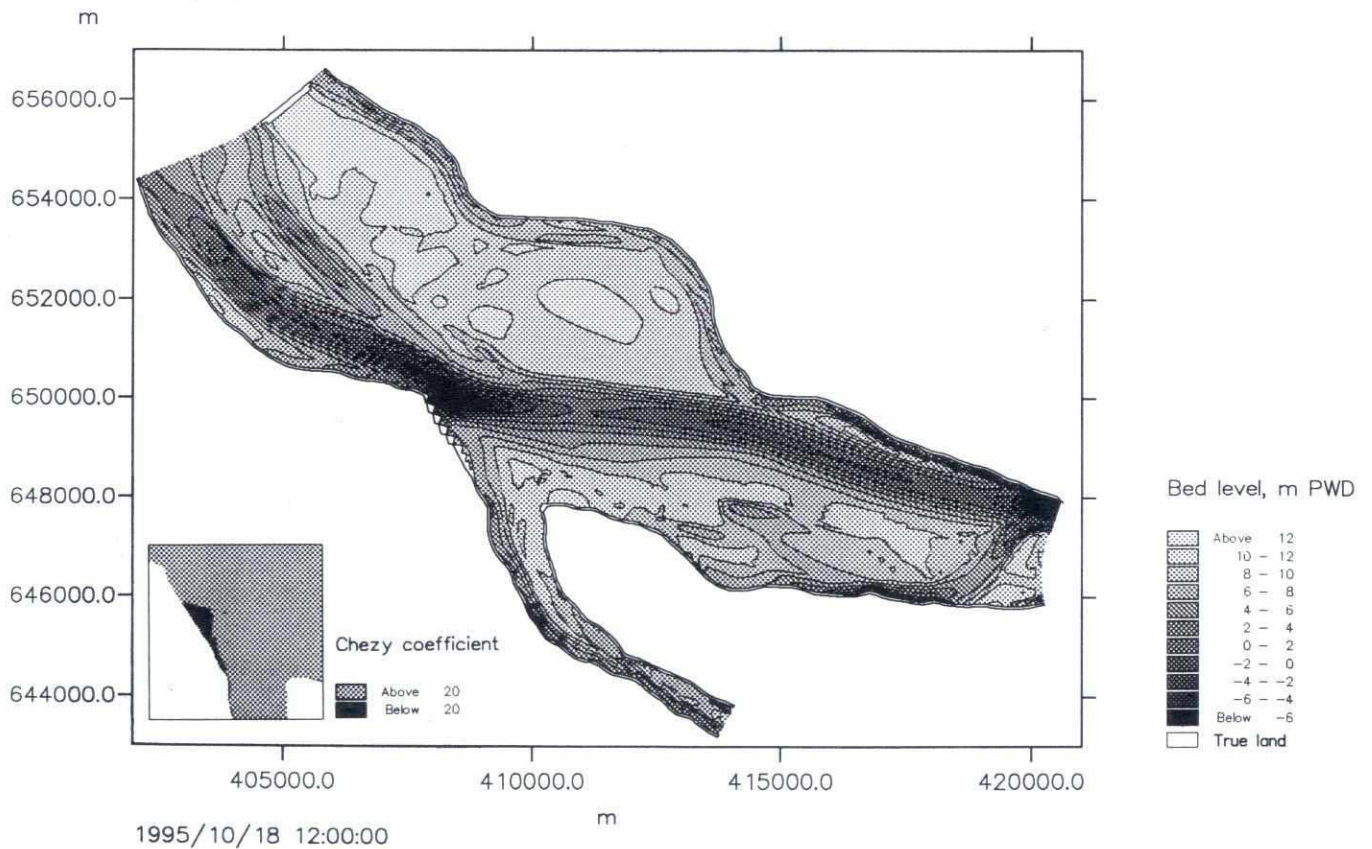 m
656000.0
654000.0
652000.0
650000.0
648000.0
646000.0
644000.0
405000.0
410000.0
415000.0
420000.0
m
Chezy coefficient
Above 20
Below 20
Bed level, m PWD
Above 12
10 - 12
8 - 10
6 - 8
4 - 6
2 - 4
0 - 2
-2 - 0
-4 - -2
-6 - -4
Below -6
True land
1995/10/18 12:00:00